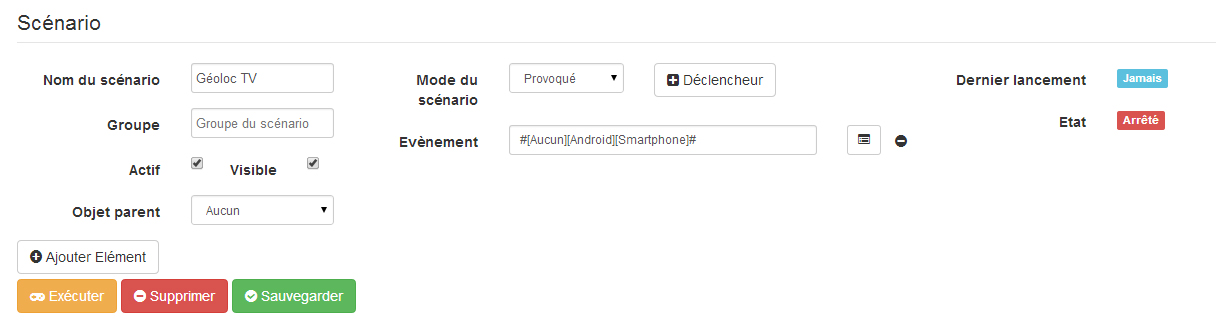 Scénario
Nom du scénario Géoloc TV Mode du scénario Provoqué Déclencheur Dernier lancement Jamais
Groupe Groupe du scénario Etat Arrêté
Evènement #[Aucun][Android][Smartphone]#
Actif Visible
Objet parent Aucun
Ajouter Elément
Exécuter Supprimer Sauvegarder